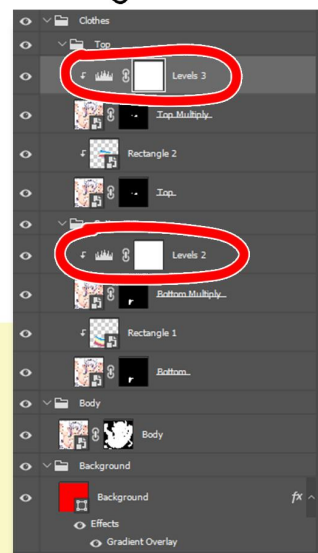 Clothes
Top
Levels 3
Top Multiply
Rectangle 2
Top
Levels 2
Bottom Multiply
Rectangle 1
Bottom
Body
Body
Background
Background fx
Effects
Gradient Overlay